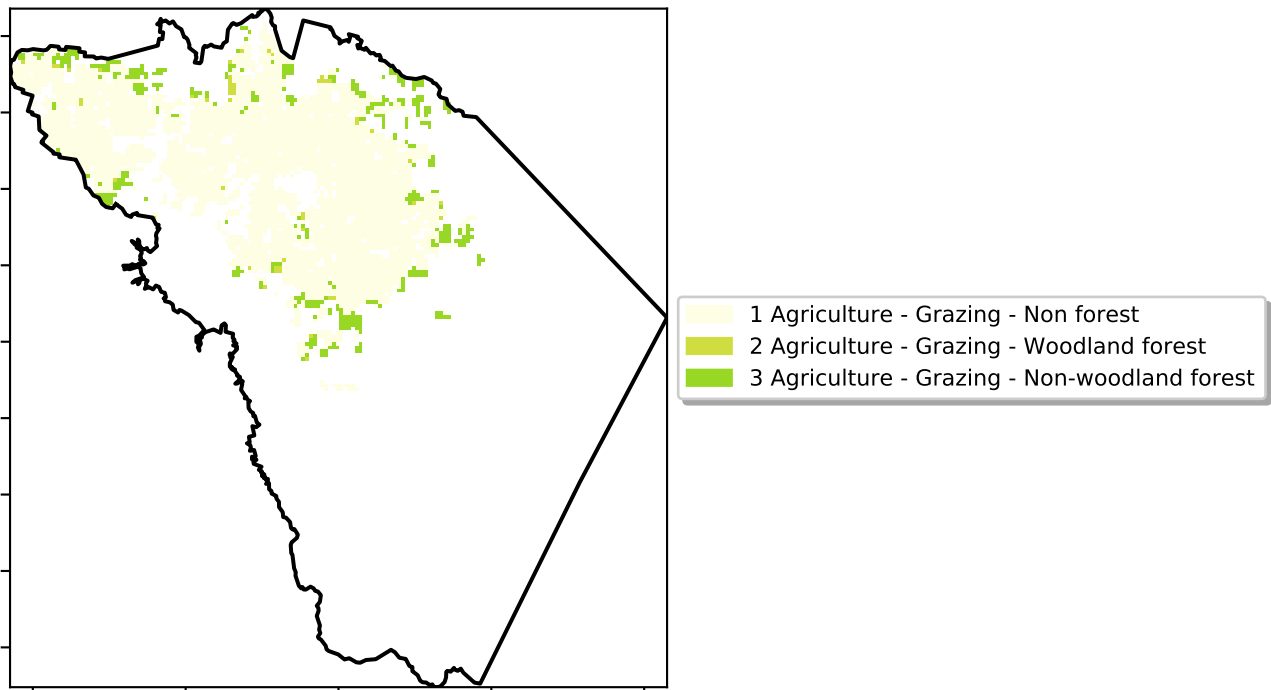 1 Agriculture - Grazing - Non forest
2 Agriculture - Grazing - Woodland forest
3 Agriculture - Grazing - Non-woodland forest